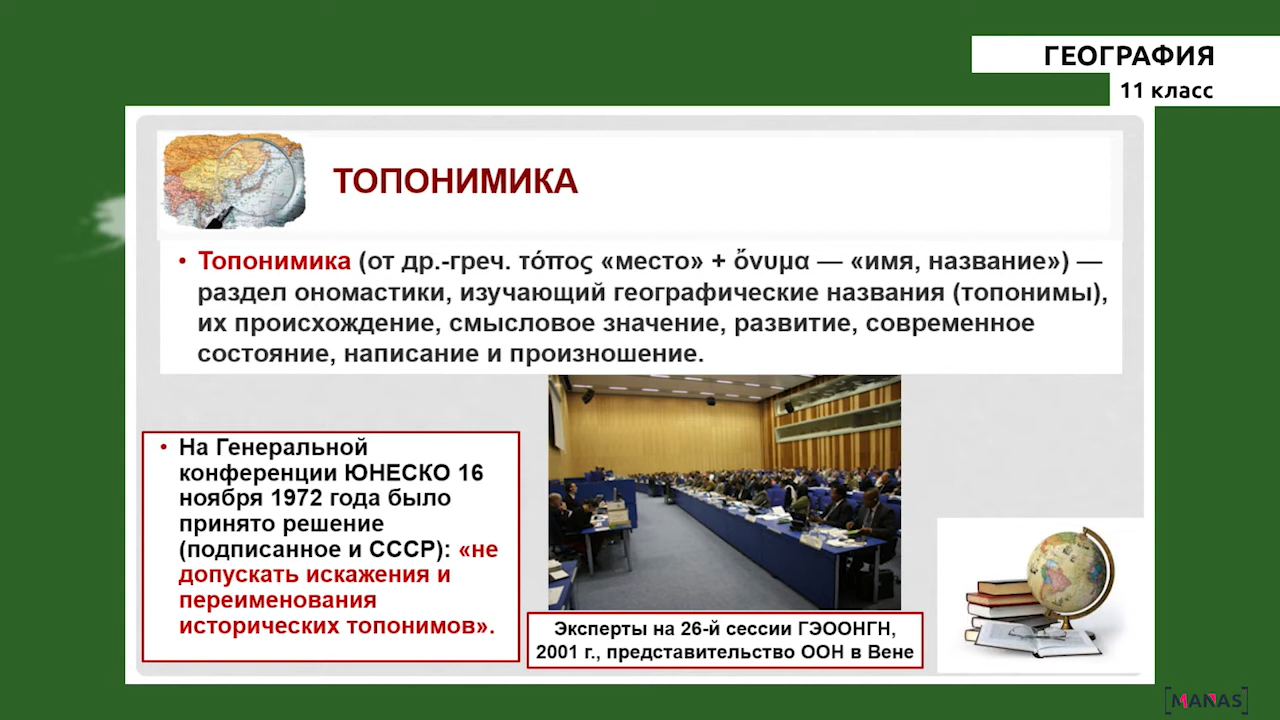 ГЕОГРАФИЯ
11 класс
ТОПОНИМИКА
• Топонимика (от др.-греч. τόπος «место» + ὄνυμα — «имя, название») —
раздел ономастики, изучающий географические названия (топонимы),
их происхождение, смысловое значение, развитие, современное
состояние, написание и произношение.
• На Генеральной
конференции ЮНЕСКО 16
ноября 1972 года было
принято решение
(подписанное и СССР): «не
допускать искажения и
переименования
исторических топонимов».
Эксперты на 26-й сессии ГЭООНГН,
2001 г., представительство ООН в Вене
[MANAS]